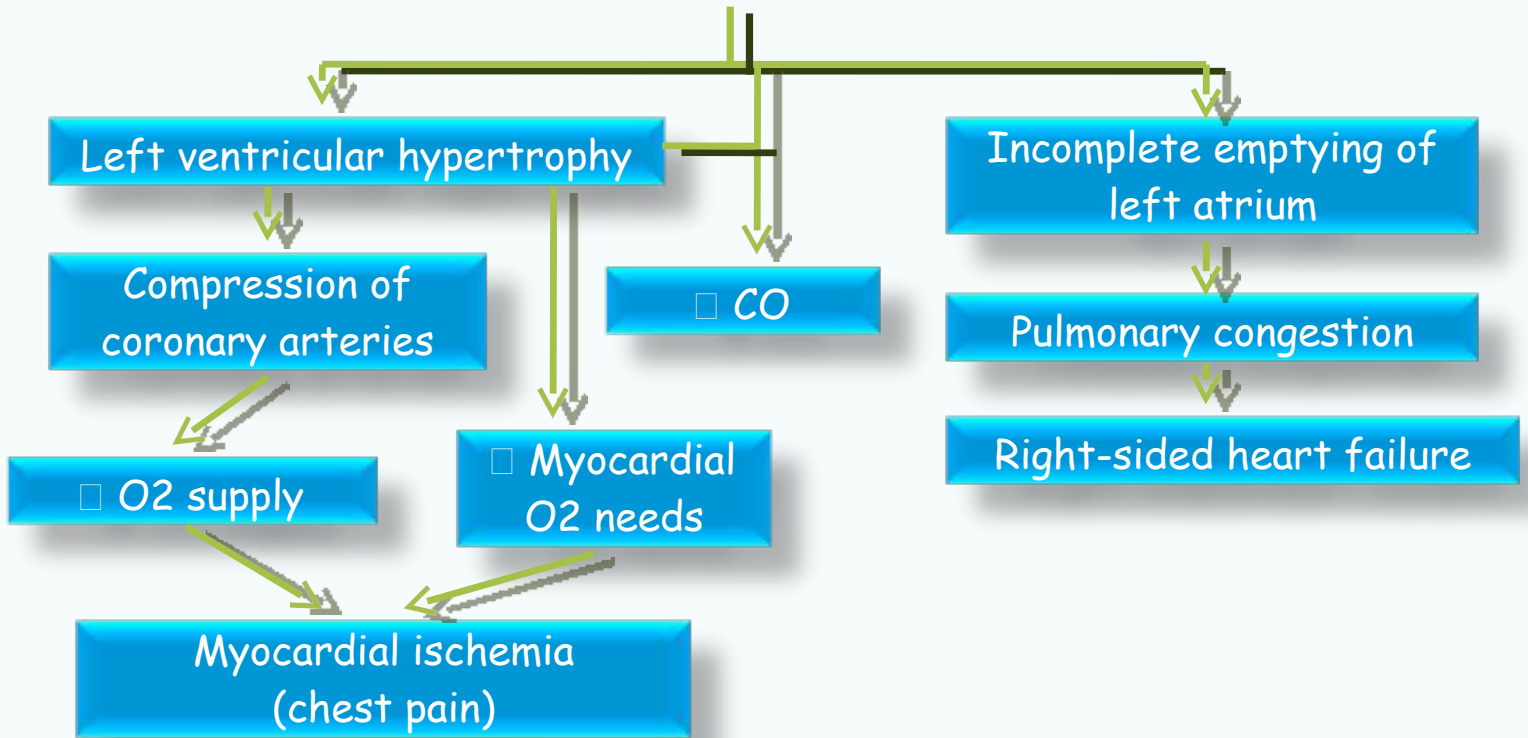 Left ventricular hypertrophy
Incomplete emptying of
left atrium
Compression of
coronary arteries
□ CO
Pulmonary congestion
□ O2 supply
□ Myocardial
O2 needs
Right-sided heart failure
Myocardial ischemia
(chest pain)